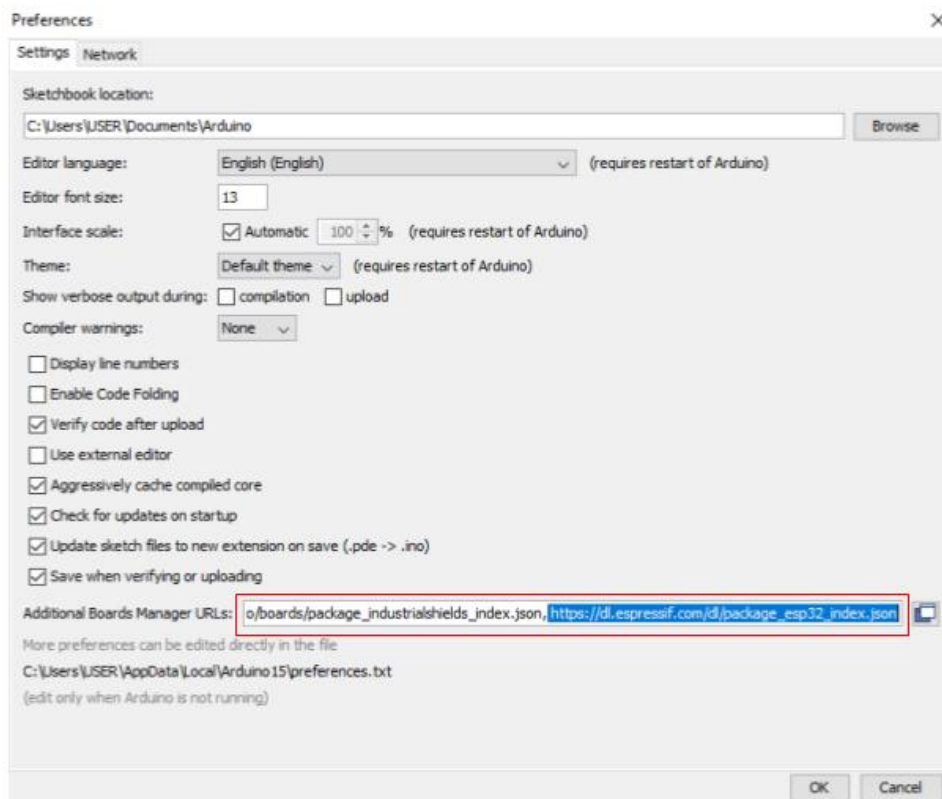 Preferences
Settings Network
Sketchbook location:
C:\Users\USER\Documents\Arduino Browse
Editor language: English (English) (requires restart of Arduino)
Editor font size: 13
Interface scale: Automatic 100 % (requires restart of Arduino)
Theme: Default theme (requires restart of Arduino)
Show verbose output during: compilation upload
Compiler warnings: None
Display line numbers
Enable Code Folding
Verify code after upload
Use external editor
Aggressively cache compiled core
Check for updates on startup
Update sketch files to new extension on save (.pde -> .ino)
Save when verifying or uploading
Additional Boards Manager URLs: o/boards/package_industrialshields_index.json, https://dl.espressif.com/dl/package_esp32_index.json
More preferences can be edited directly in the file
C:\Users\USER\AppData\Local\Arduino15\preferences.txt
(edit only when Arduino is not running)
OK Cancel